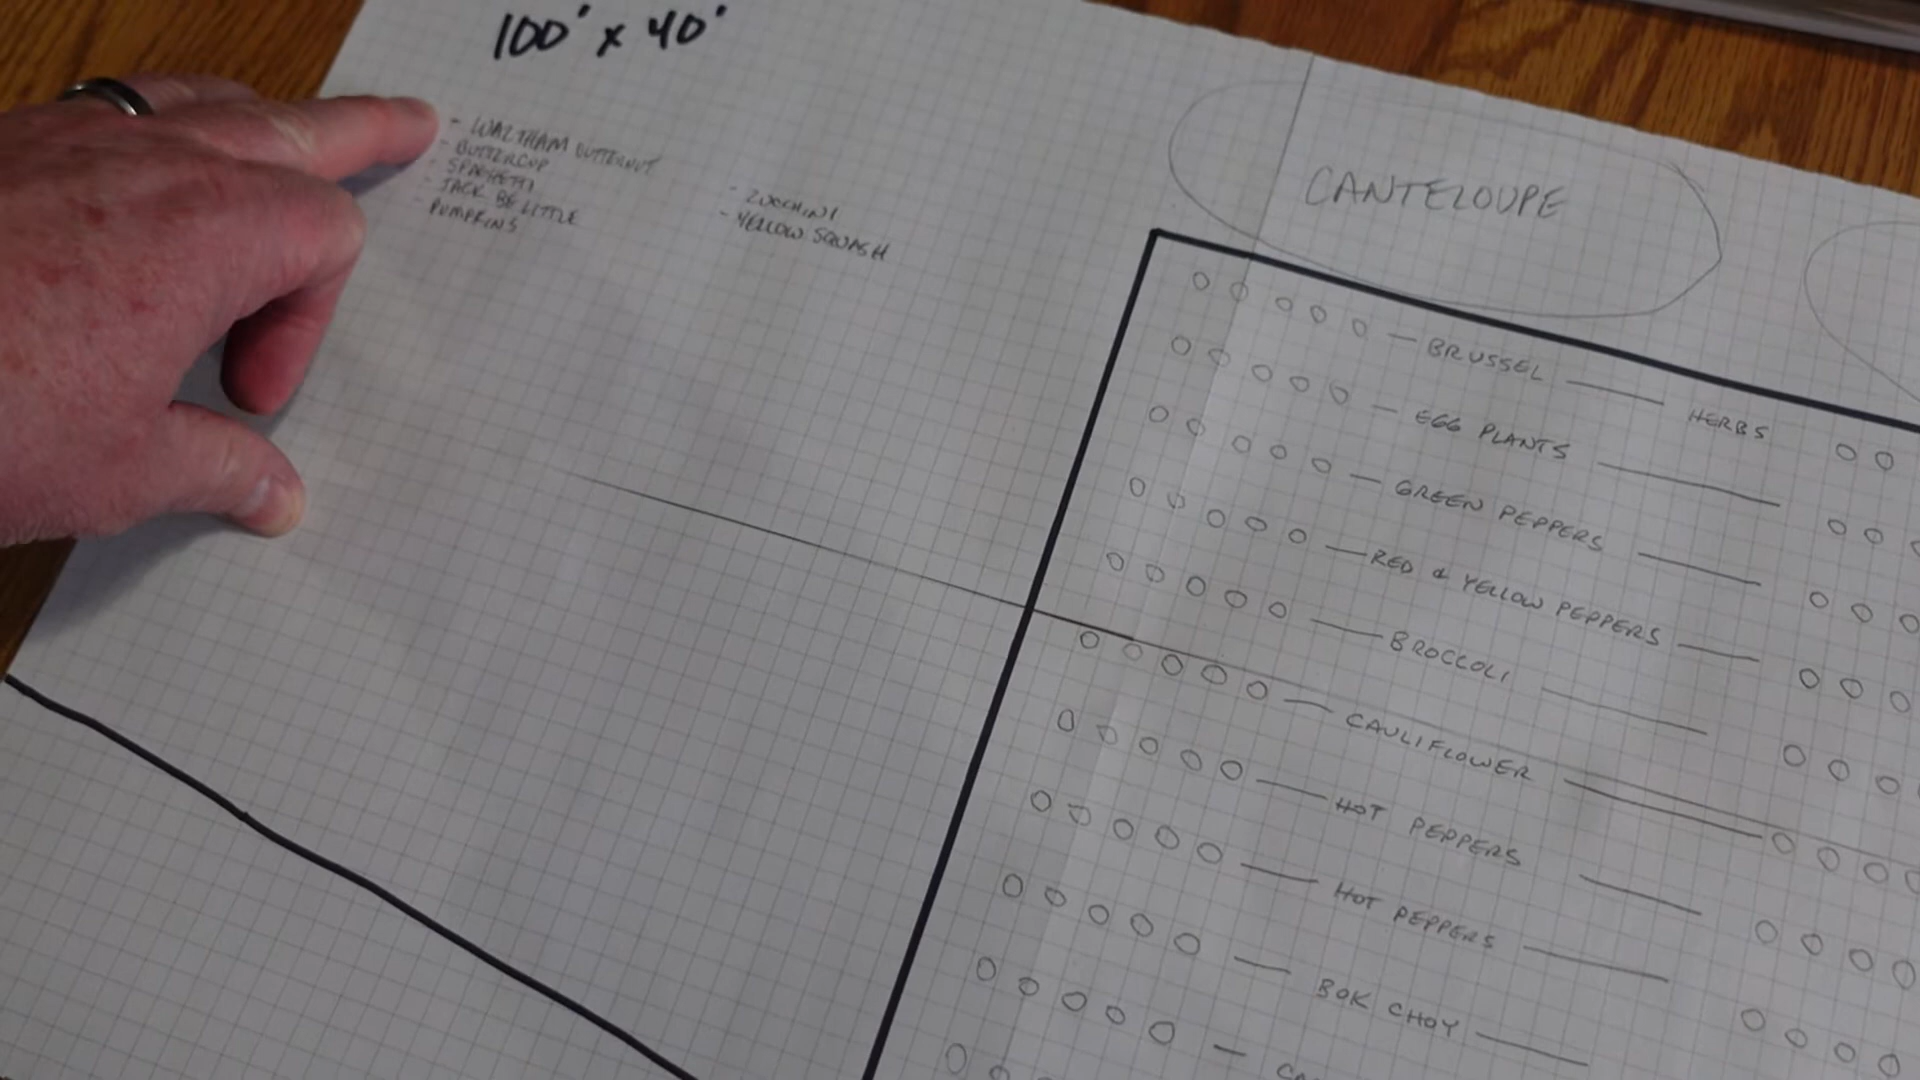 100' x 40'
- WALTHAM BUTTERNUT
- BUTTERCUP
- SPAGHETTI
- JACK BE LITTLE
- PUMPKINS
- ZUCCHINI
- YELLOW SQUASH
CANTELOUPE
BRUSSEL
HERBS
EGG PLANTS
GREEN PEPPERS
RED & YELLOW PEPPERS
BROCCOLI
CAULIFLOWER
HOT PEPPERS
HOT PEPPERS
BOK CHOY